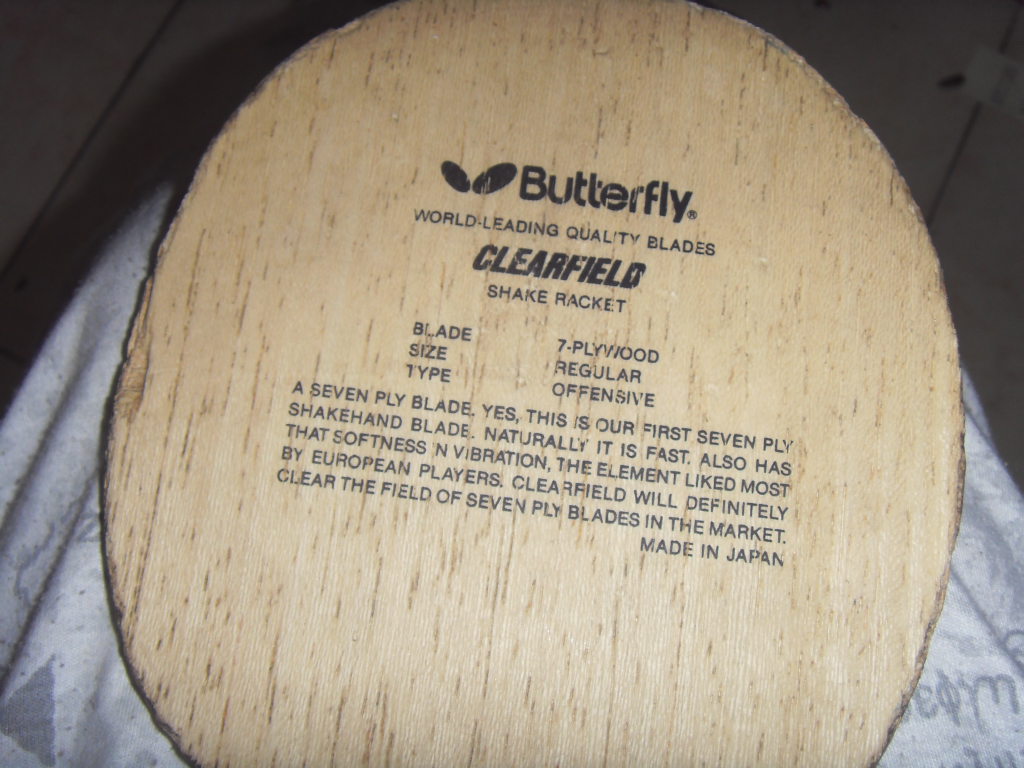 Butterfly®
WORLD-LEADING QUALITY BLADES
CLEARFIELD
SHAKE RACKET
BLADE 7-PLYWOOD
SIZE REGULAR
TYPE OFFENSIVE
A SEVEN PLY BLADE. YES, THIS IS OUR FIRST SEVEN PLY
SHAKEHAND BLADE. NATURALLY IT IS FAST. ALSO HAS
THAT SOFTNESS IN VIBRATION, THE ELEMENT LIKED MOST
BY EUROPEAN PLAYERS. CLEARFIELD WILL DEFINITELY
CLEAR THE FIELD OF SEVEN PLY BLADES IN THE MARKET.
MADE IN JAPAN